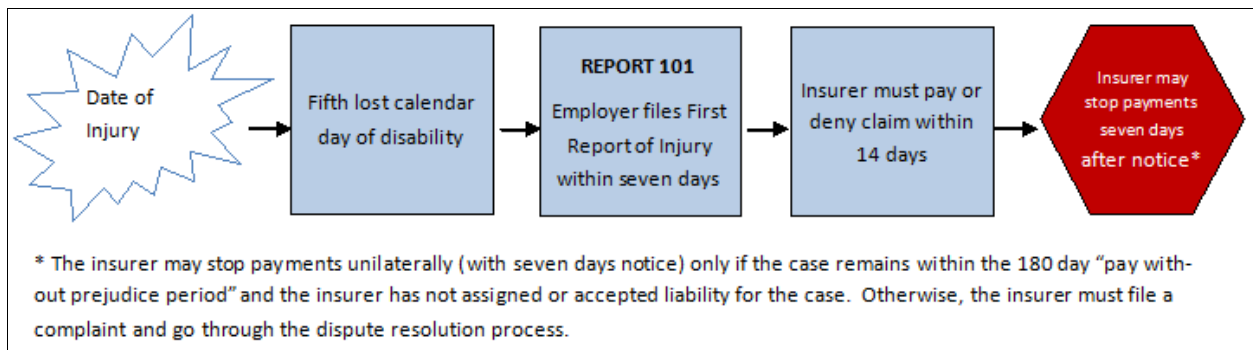 Date of
Injury
Fifth lost calendar
day of disability
REPORT 101
Employer files First
Report of Injury
within seven days
Insurer must pay or
deny claim within
14 days
Insurer may
stop payments
seven days
after notice*
* The insurer may stop payments unilaterally (with seven days notice) only if the case remains within the 180 day “pay with-
out prejudice period” and the insurer has not assigned or accepted liability for the case.  Otherwise, the insurer must file a
complaint and go through the dispute resolution process.